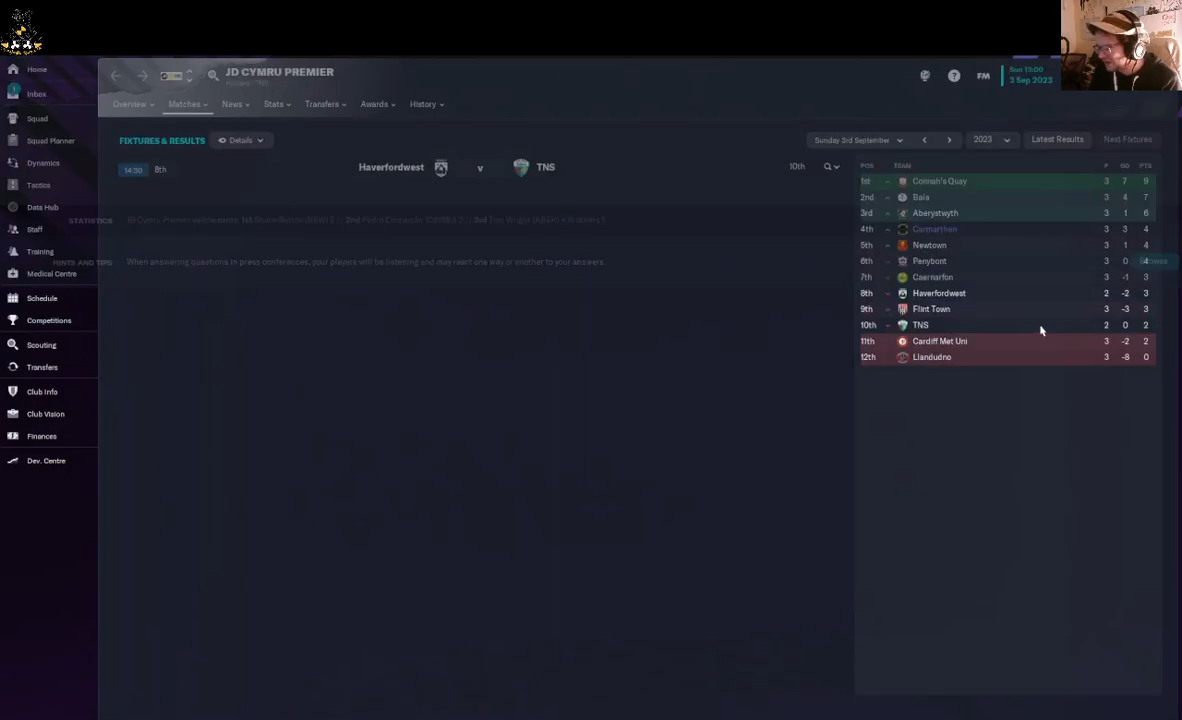 JD CYMRU PREMIER
FM
Sun 13:00
3 Sep 2023
Home
Inbox
Squad
Squad Planner
Dynamics
Tactics
Data Hub
Staff
Training
Medical Centre
Schedule
Competitions
Scouting
Transfers
Club Info
Club Vision
Finances
Dev. Centre
Overview
Matches
News
Stats
Transfers
Awards
History
FIXTURES & RESULTS
Details
Sunday 3rd September
2023
Latest Results
Next Fixtures
14:30 8th Haverfordwest v TNS 10th
STATISTICS
HINTS AND TIPS
When answering questions in press conferences, your players will be listening and may react one way or another to your answers.
POS TEAM P GD PTS
1st Connah's Quay 3 7 9
2nd Bala 3 4 7
3rd Aberystwyth 3 1 6
4th Carmarthen 3 3 4
5th Newtown 3 1 4
6th Penybont 3 0 4
7th Caernarfon 3 -1 3
8th Haverfordwest 2 -2 3
9th Flint Town 3 -3 3
10th TNS 2 0 2
11th Cardiff Met Uni 3 -2 2
12th Llandudno 3 -8 0